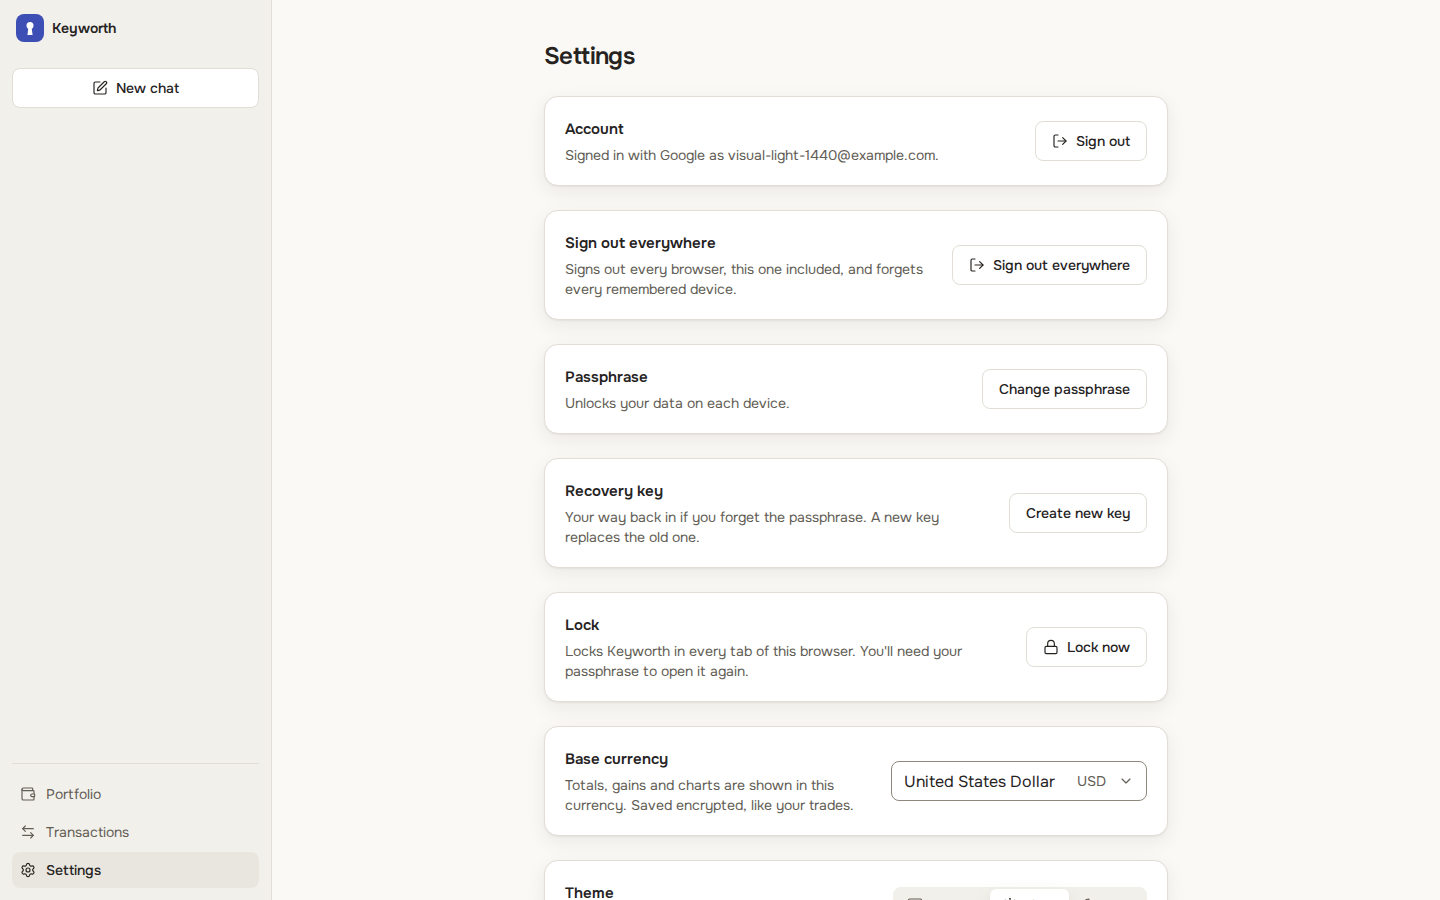 Keyworth
New chat
Portfolio
Transactions
Settings
Settings
Account
Signed in with Google as visual-light-1440@example.com.
Sign out
Sign out everywhere
Signs out every browser, this one included, and forgets
every remembered device.
Sign out everywhere
Passphrase
Unlocks your data on each device.
Change passphrase
Recovery key
Your way back in if you forget the passphrase. A new key
replaces the old one.
Create new key
Lock
Locks Keyworth in every tab of this browser. You'll need your
passphrase to open it again.
Lock now
Base currency
Totals, gains and charts are shown in this
currency. Saved encrypted, like your trades.
United States Dollar USD
Theme